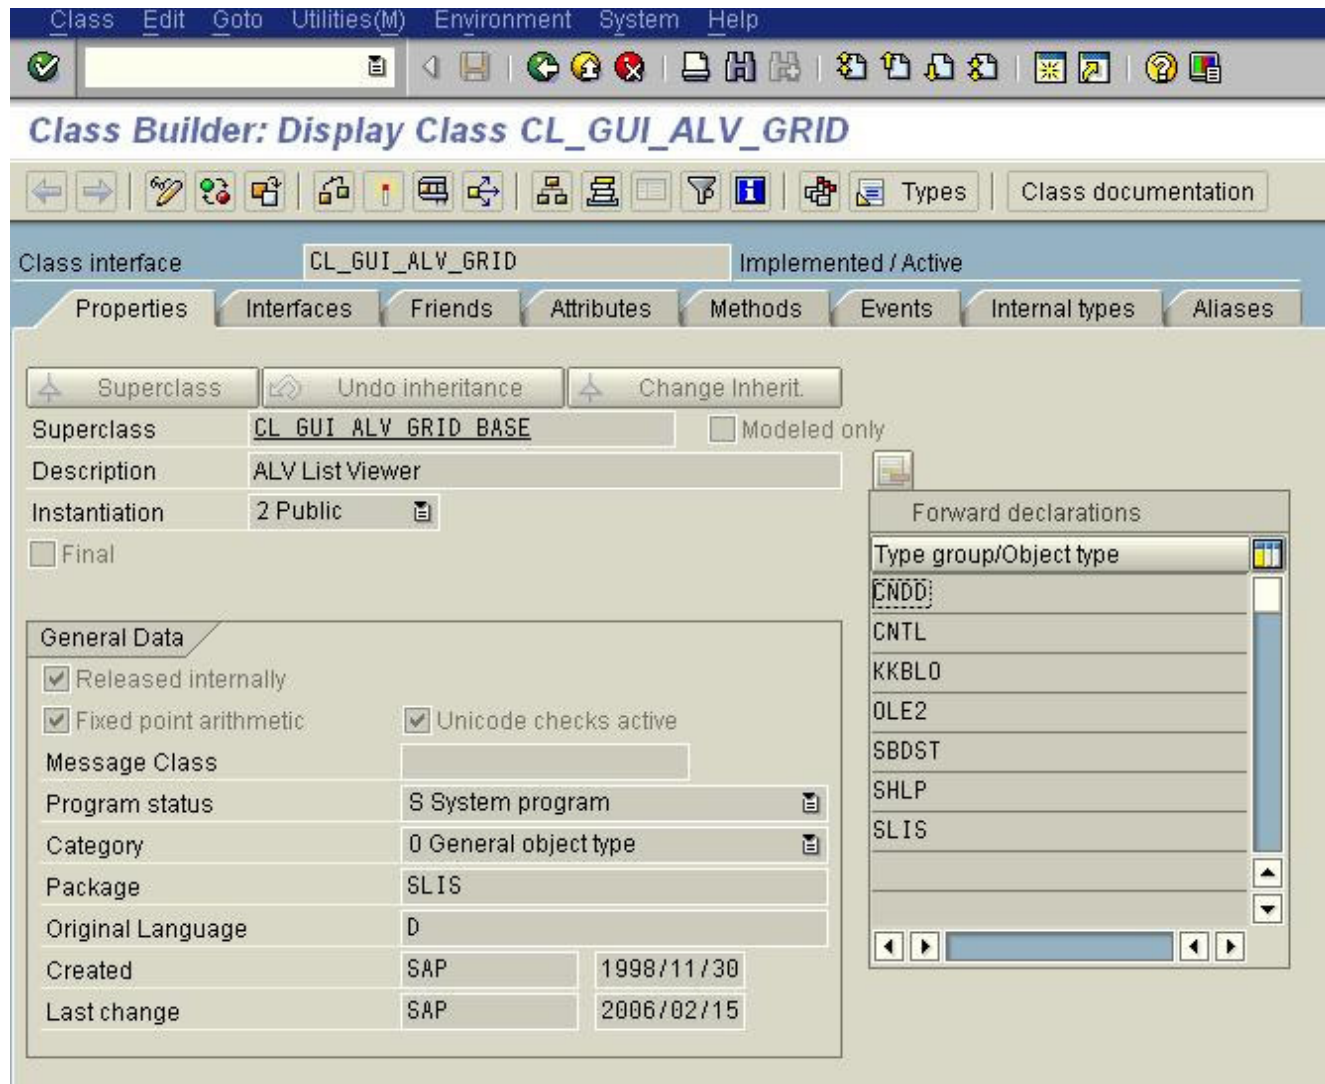 Class Edit Goto Utilities(M) Environment System Help
Class Builder: Display Class CL_GUI_ALV_GRID
Types Class documentation
Class interface CL_GUI_ALV_GRID Implemented / Active
Properties Interfaces Friends Attributes Methods Events Internal types Aliases
Superclass Undo inheritance Change Inherit.
Superclass CL_GUI_ALV_GRID_BASE Modeled only
Description ALV List Viewer
Instantiation 2 Public
Final
Forward declarations
Type group/Object type
CNDD
CNTL
KKBLO
OLE2
SBDST
SHLP
SLIS
General Data
Released internally
Fixed point arithmetic Unicode checks active
Message Class
Program status S System program
Category 0 General object type
Package SLIS
Original Language D
Created SAP 1998/11/30
Last change SAP 2006/02/15